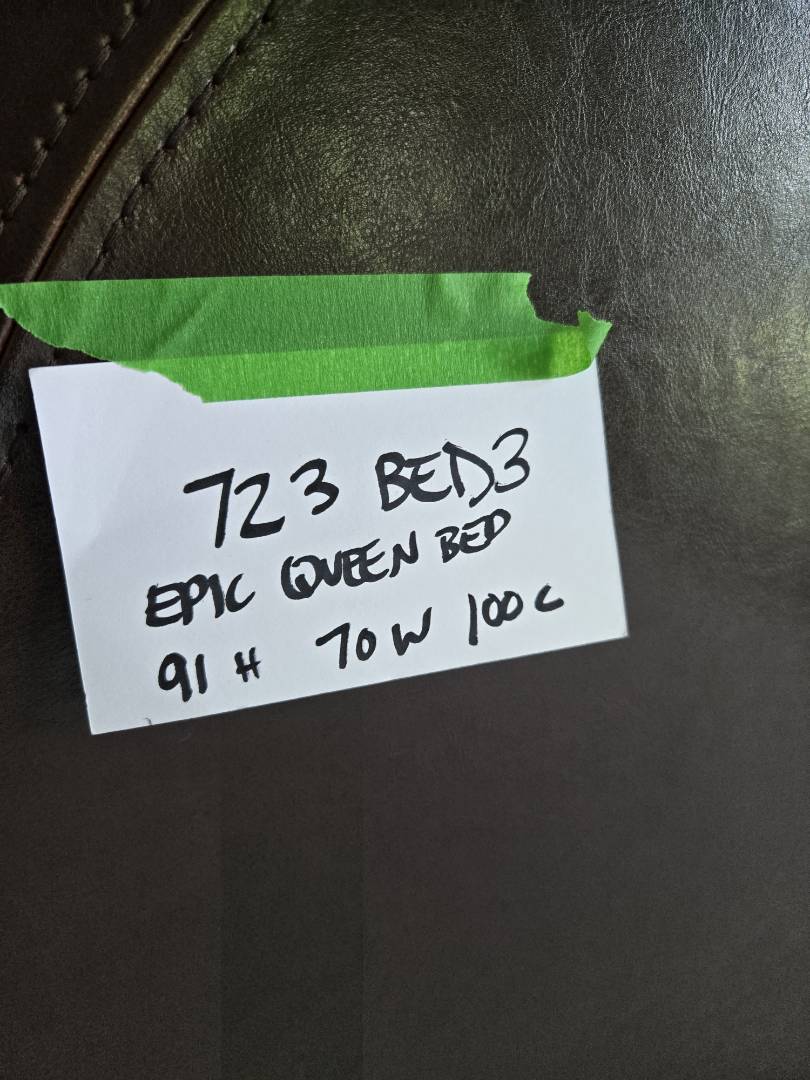 723 BED3
EPIC QUEEN BED
91 H 70 W 100 L